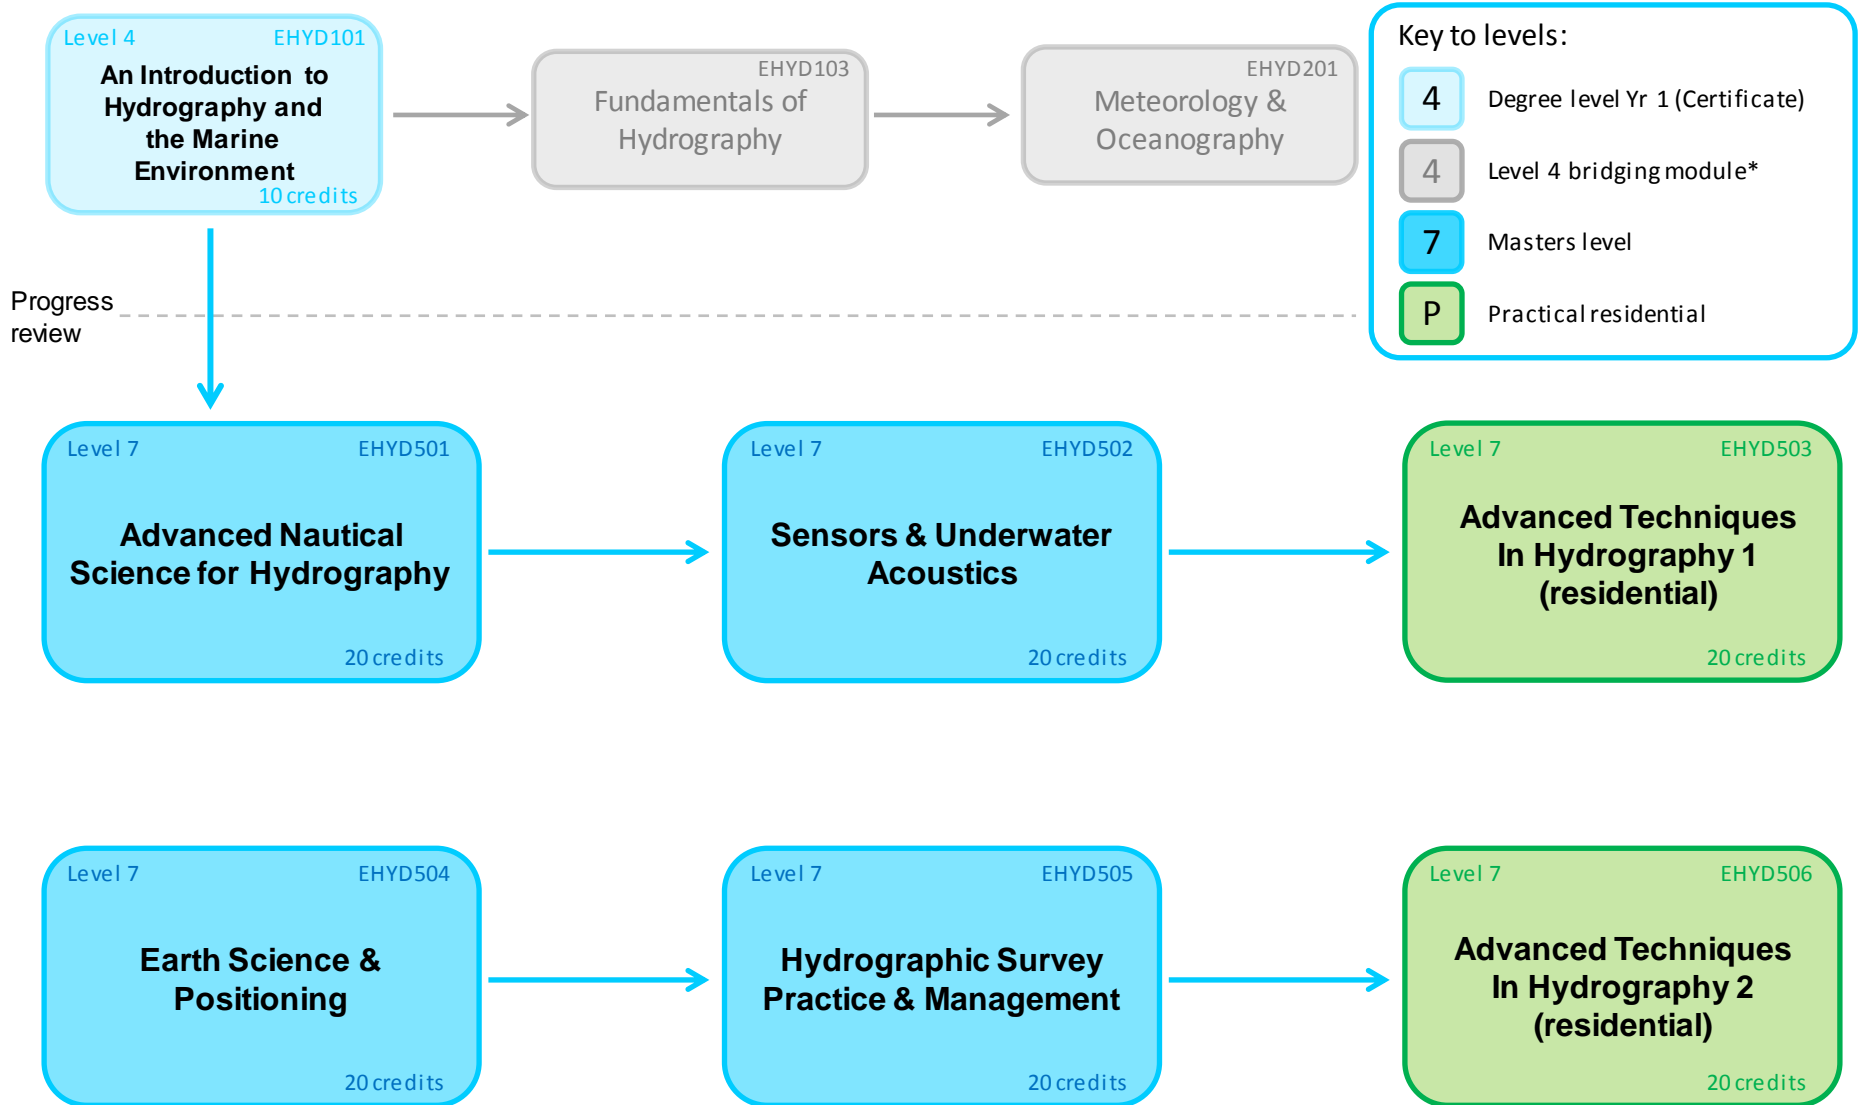 Level 4 EHYD101
An Introduction to
Hydrography and
the Marine
Environment
10 credits
EHYD103
Fundamentals of
Hydrography
EHYD201
Meteorology &
Oceanography
Key to levels:
4 Degree level Yr 1 (Certificate)
4 Level 4 bridging module*
7 Masters level
P Practical residential
Progress
review
Level 7 EHYD501
Advanced Nautical
Science for Hydrography
20 credits
Level 7 EHYD502
Sensors & Underwater
Acoustics
20 credits
Level 7 EHYD503
Advanced Techniques
In Hydrography 1
(residential)
20 credits
Level 7 EHYD504
Earth Science &
Positioning
20 credits
Level 7 EHYD505
Hydrographic Survey
Practice & Management
20 credits
Level 7 EHYD506
Advanced Techniques
In Hydrography 2
(residential)
20 credits